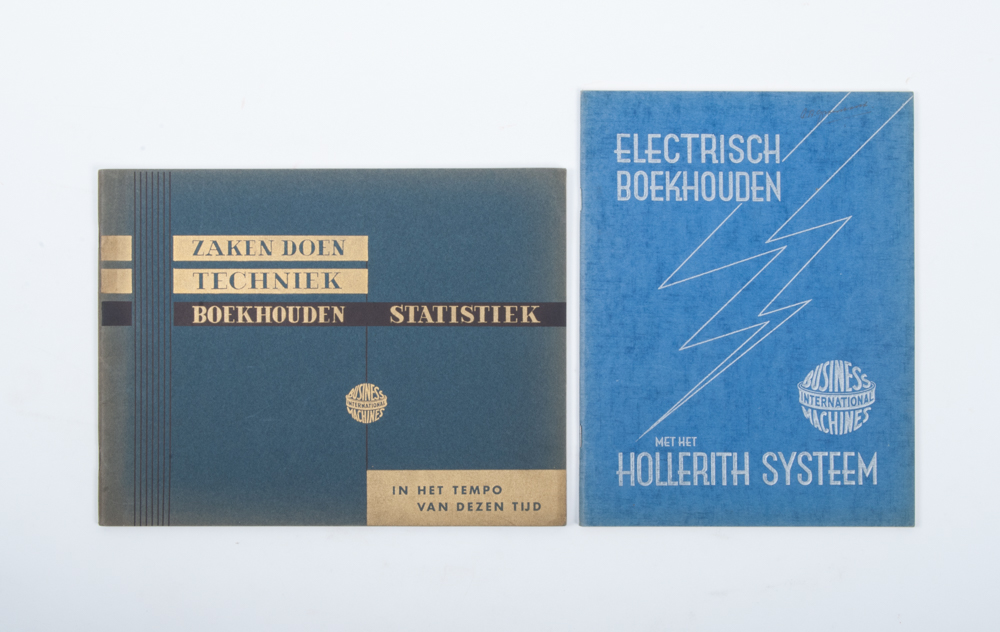 ZAKEN DOEN
TECHNIEK
BOEKHOUDEN STATISTIEK
BUSINESS
INTERNATIONAL
MACHINES
IN HET TEMPO
VAN DEZEN TIJD
ELECTRISCH
BOEKHOUDEN
BUSINESS
INTERNATIONAL
MACHINES
MET HET
HOLLERITH SYSTEEM